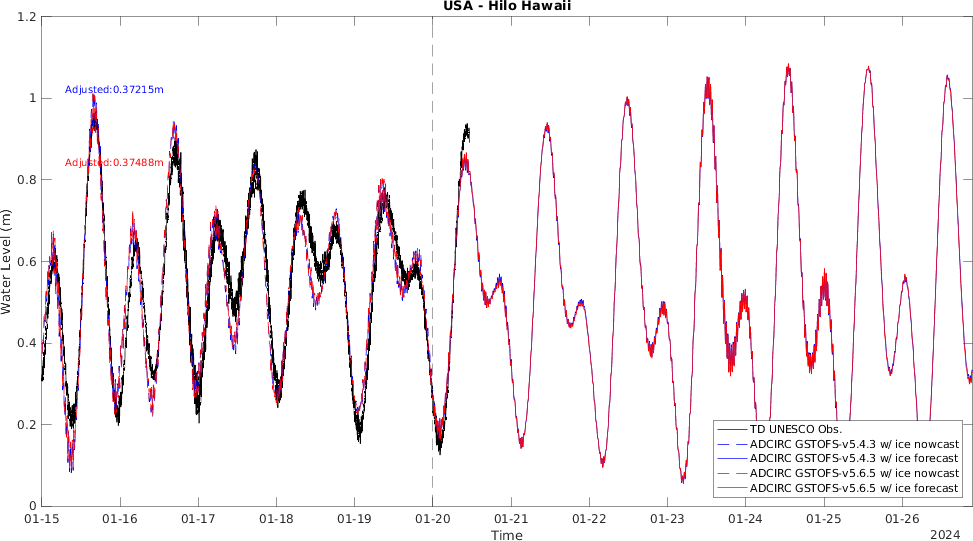 USA - Hilo Hawaii
1.2
1
0.8
0.6
0.4
0.2
0
Water Level (m)
Adjusted:0.37215m
Adjusted:0.37488m
TD UNESCO Obs.
ADCIRC GSTOFS-v5.4.3 w/ ice nowcast
ADCIRC GSTOFS-v5.4.3 w/ ice forecast
ADCIRC GSTOFS-v5.6.5 w/ ice nowcast
ADCIRC GSTOFS-v5.6.5 w/ ice forecast
01-15 01-16 01-17 01-18 01-19 01-20 01-21 01-22 01-23 01-24 01-25 01-26
Time
2024